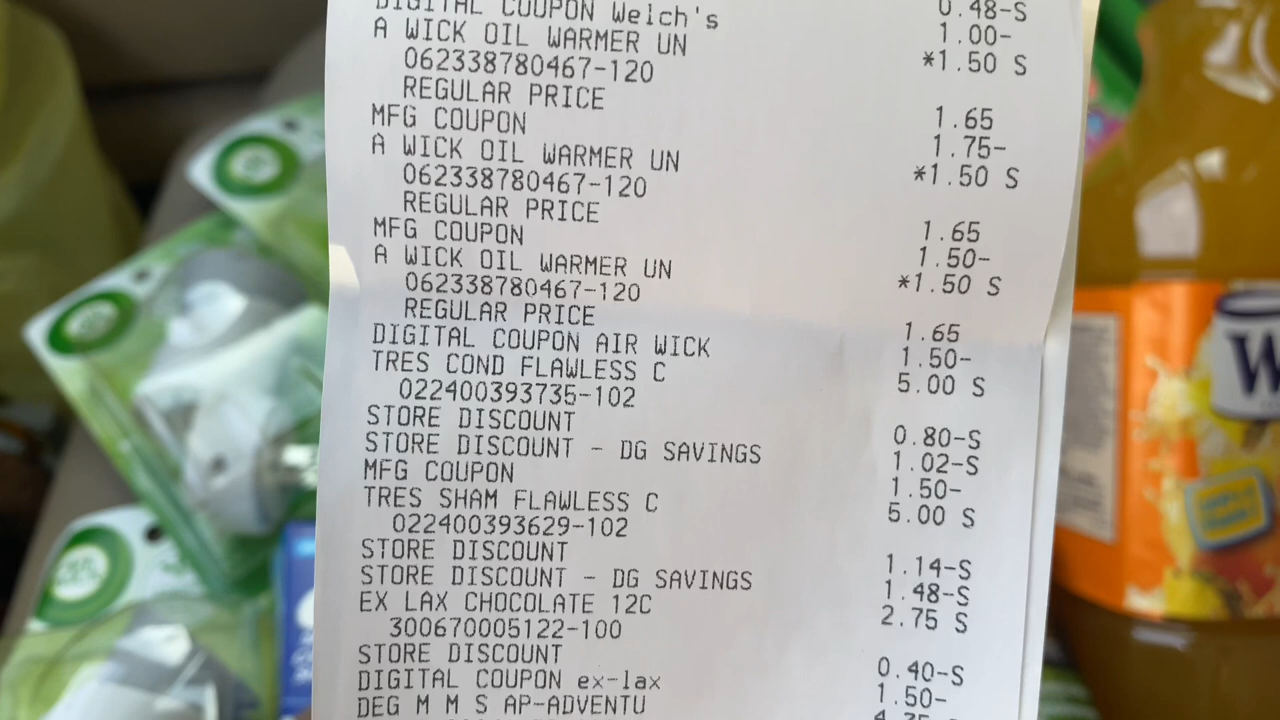 0.48-S
DIGITAL COUPON Welch's 1.00-
A WICK OIL WARMER UN *1.50 S
062338780467-120
REGULAR PRICE 1.65
MFG COUPON 1.75-
A WICK OIL WARMER UN *1.50 S
062338780467-120
REGULAR PRICE 1.65
MFG COUPON 1.50-
A WICK OIL WARMER UN *1.50 S
062338780467-120
REGULAR PRICE 1.65
DIGITAL COUPON AIR WICK 1.50-
TRES COND FLAWLESS C 5.00 S
022400393735-102
STORE DISCOUNT 0.80-S
STORE DISCOUNT - DG SAVINGS 1.02-S
MFG COUPON 1.50-
TRES SHAM FLAWLESS C 5.00 S
022400393629-102
STORE DISCOUNT 1.14-S
STORE DISCOUNT - DG SAVINGS 1.48-S
EX LAX CHOCOLATE 12C 2.75 S
300670005122-100
STORE DISCOUNT 0.40-S
DIGITAL COUPON ex-lax 1.50-
DEG M M S AP-ADVENTU
W